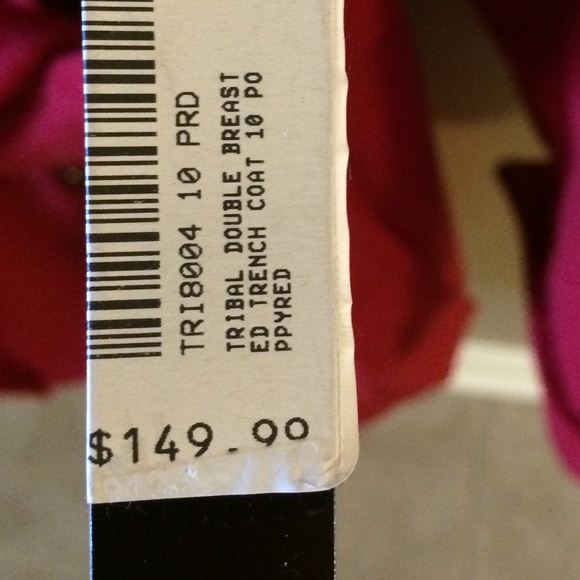 TRI8004 10 PRD
TRIBAL DOUBLE BREAST
ED TRENCH COAT 10 PO
PPYRED
$149.90